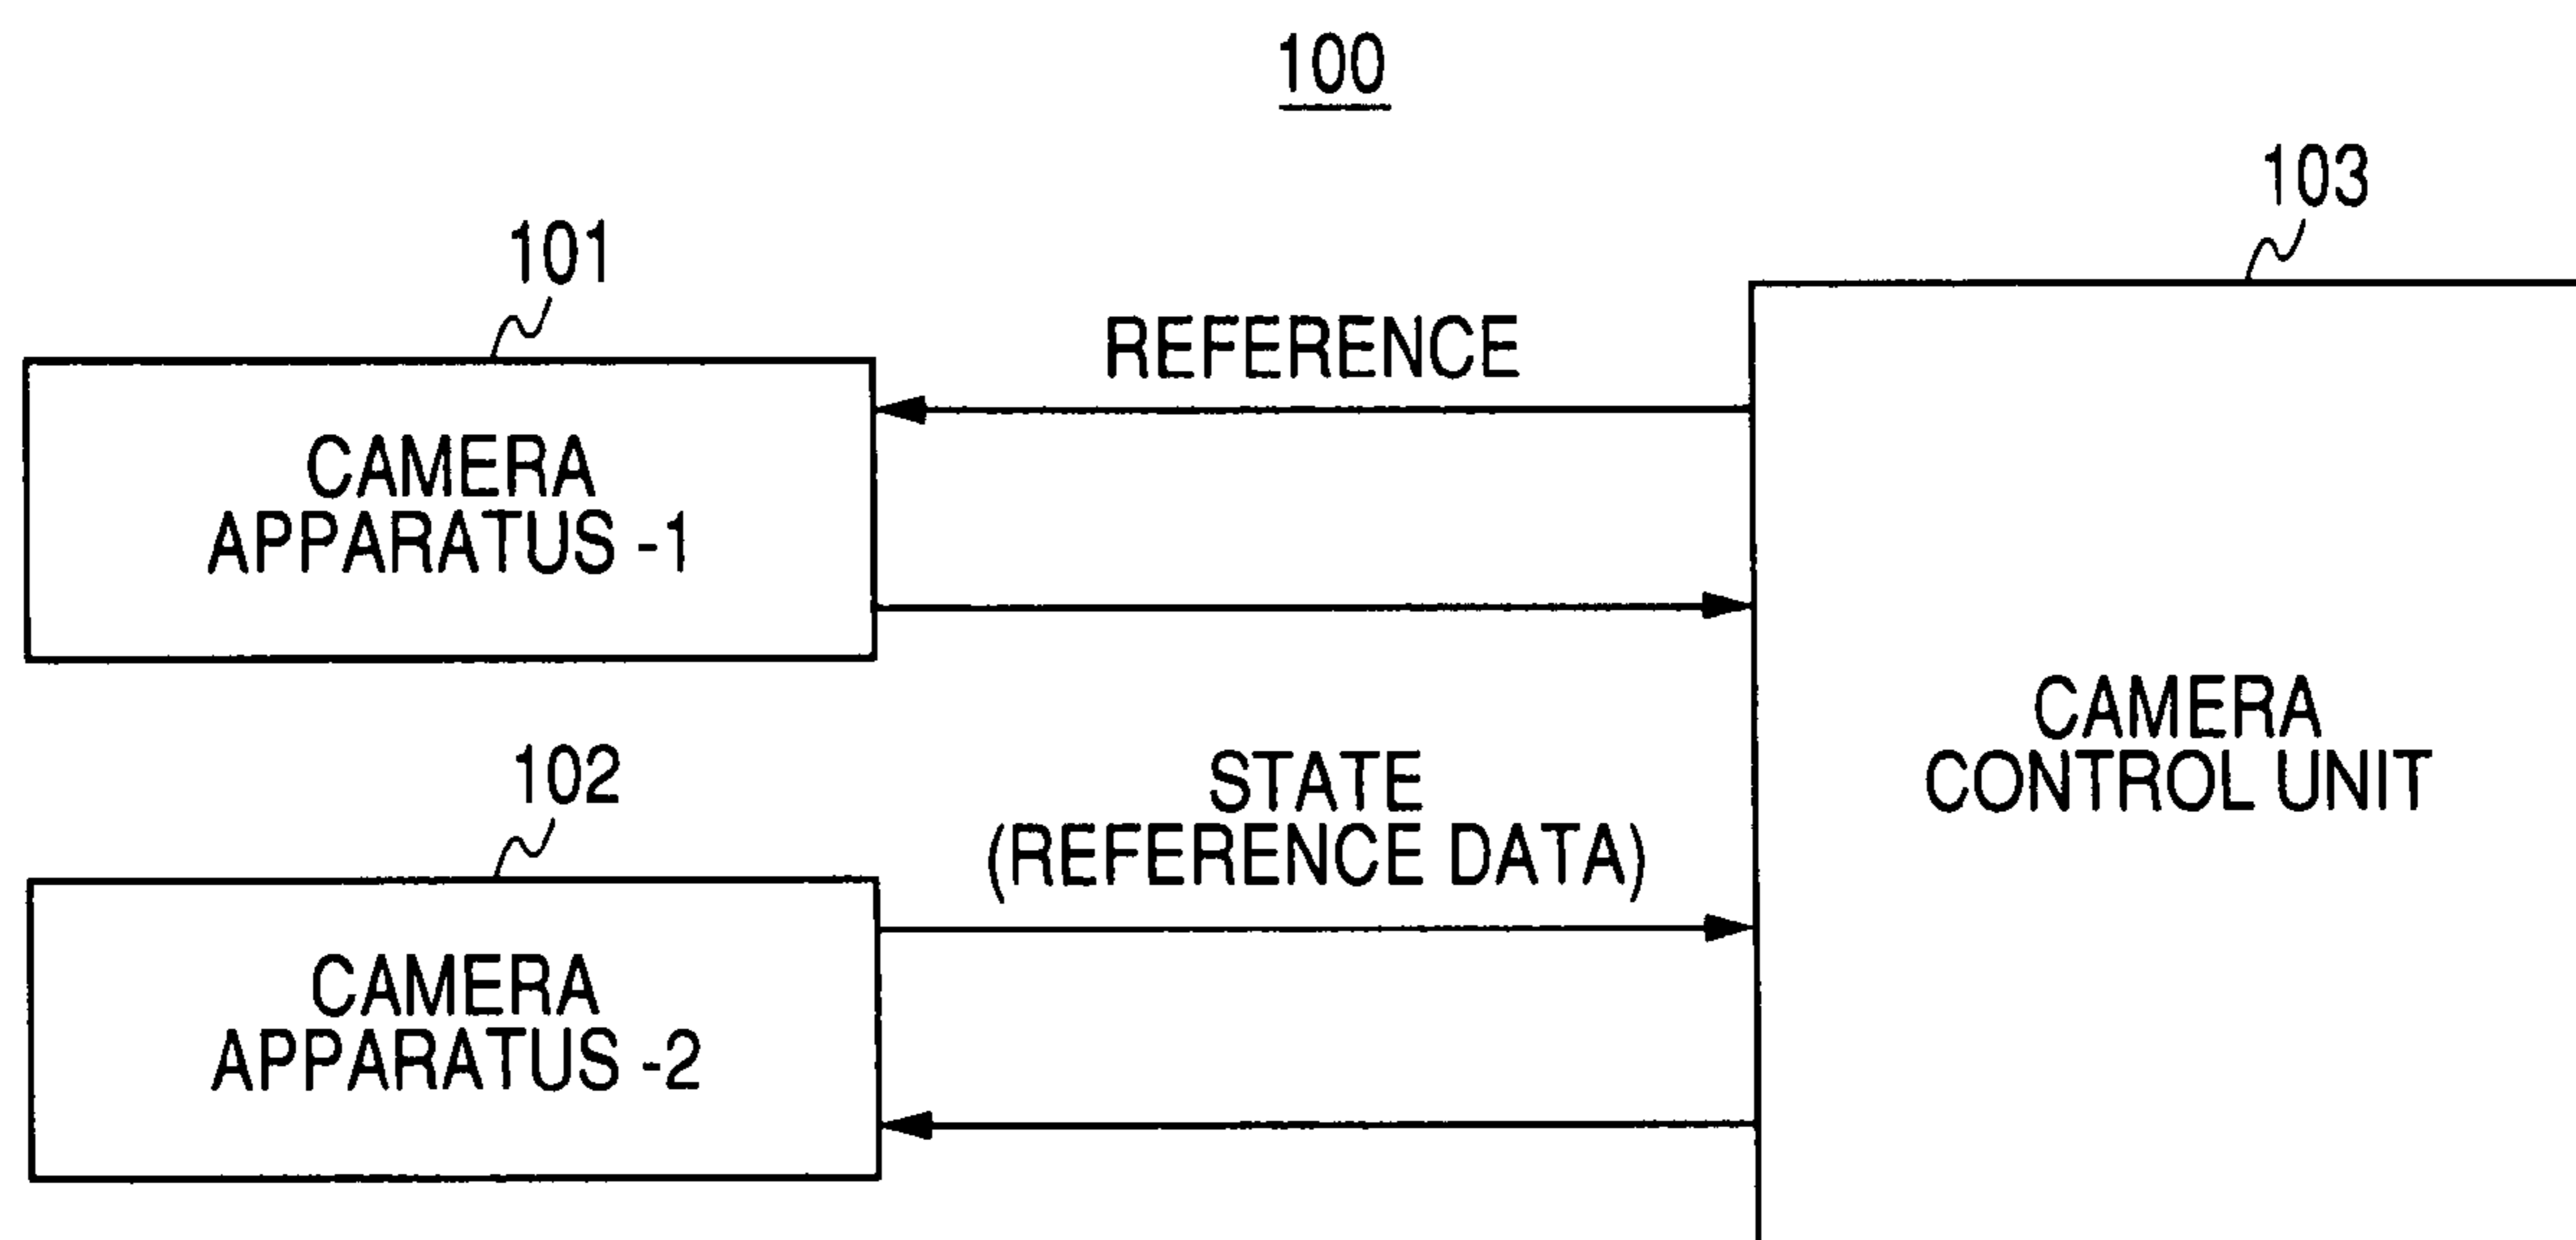 100
103
101
REFERENCE
CAMERA
APPARATUS -1
CAMERA
CONTROL UNIT
102
STATE
(REFERENCE DATA)
CAMERA
APPARATUS -2